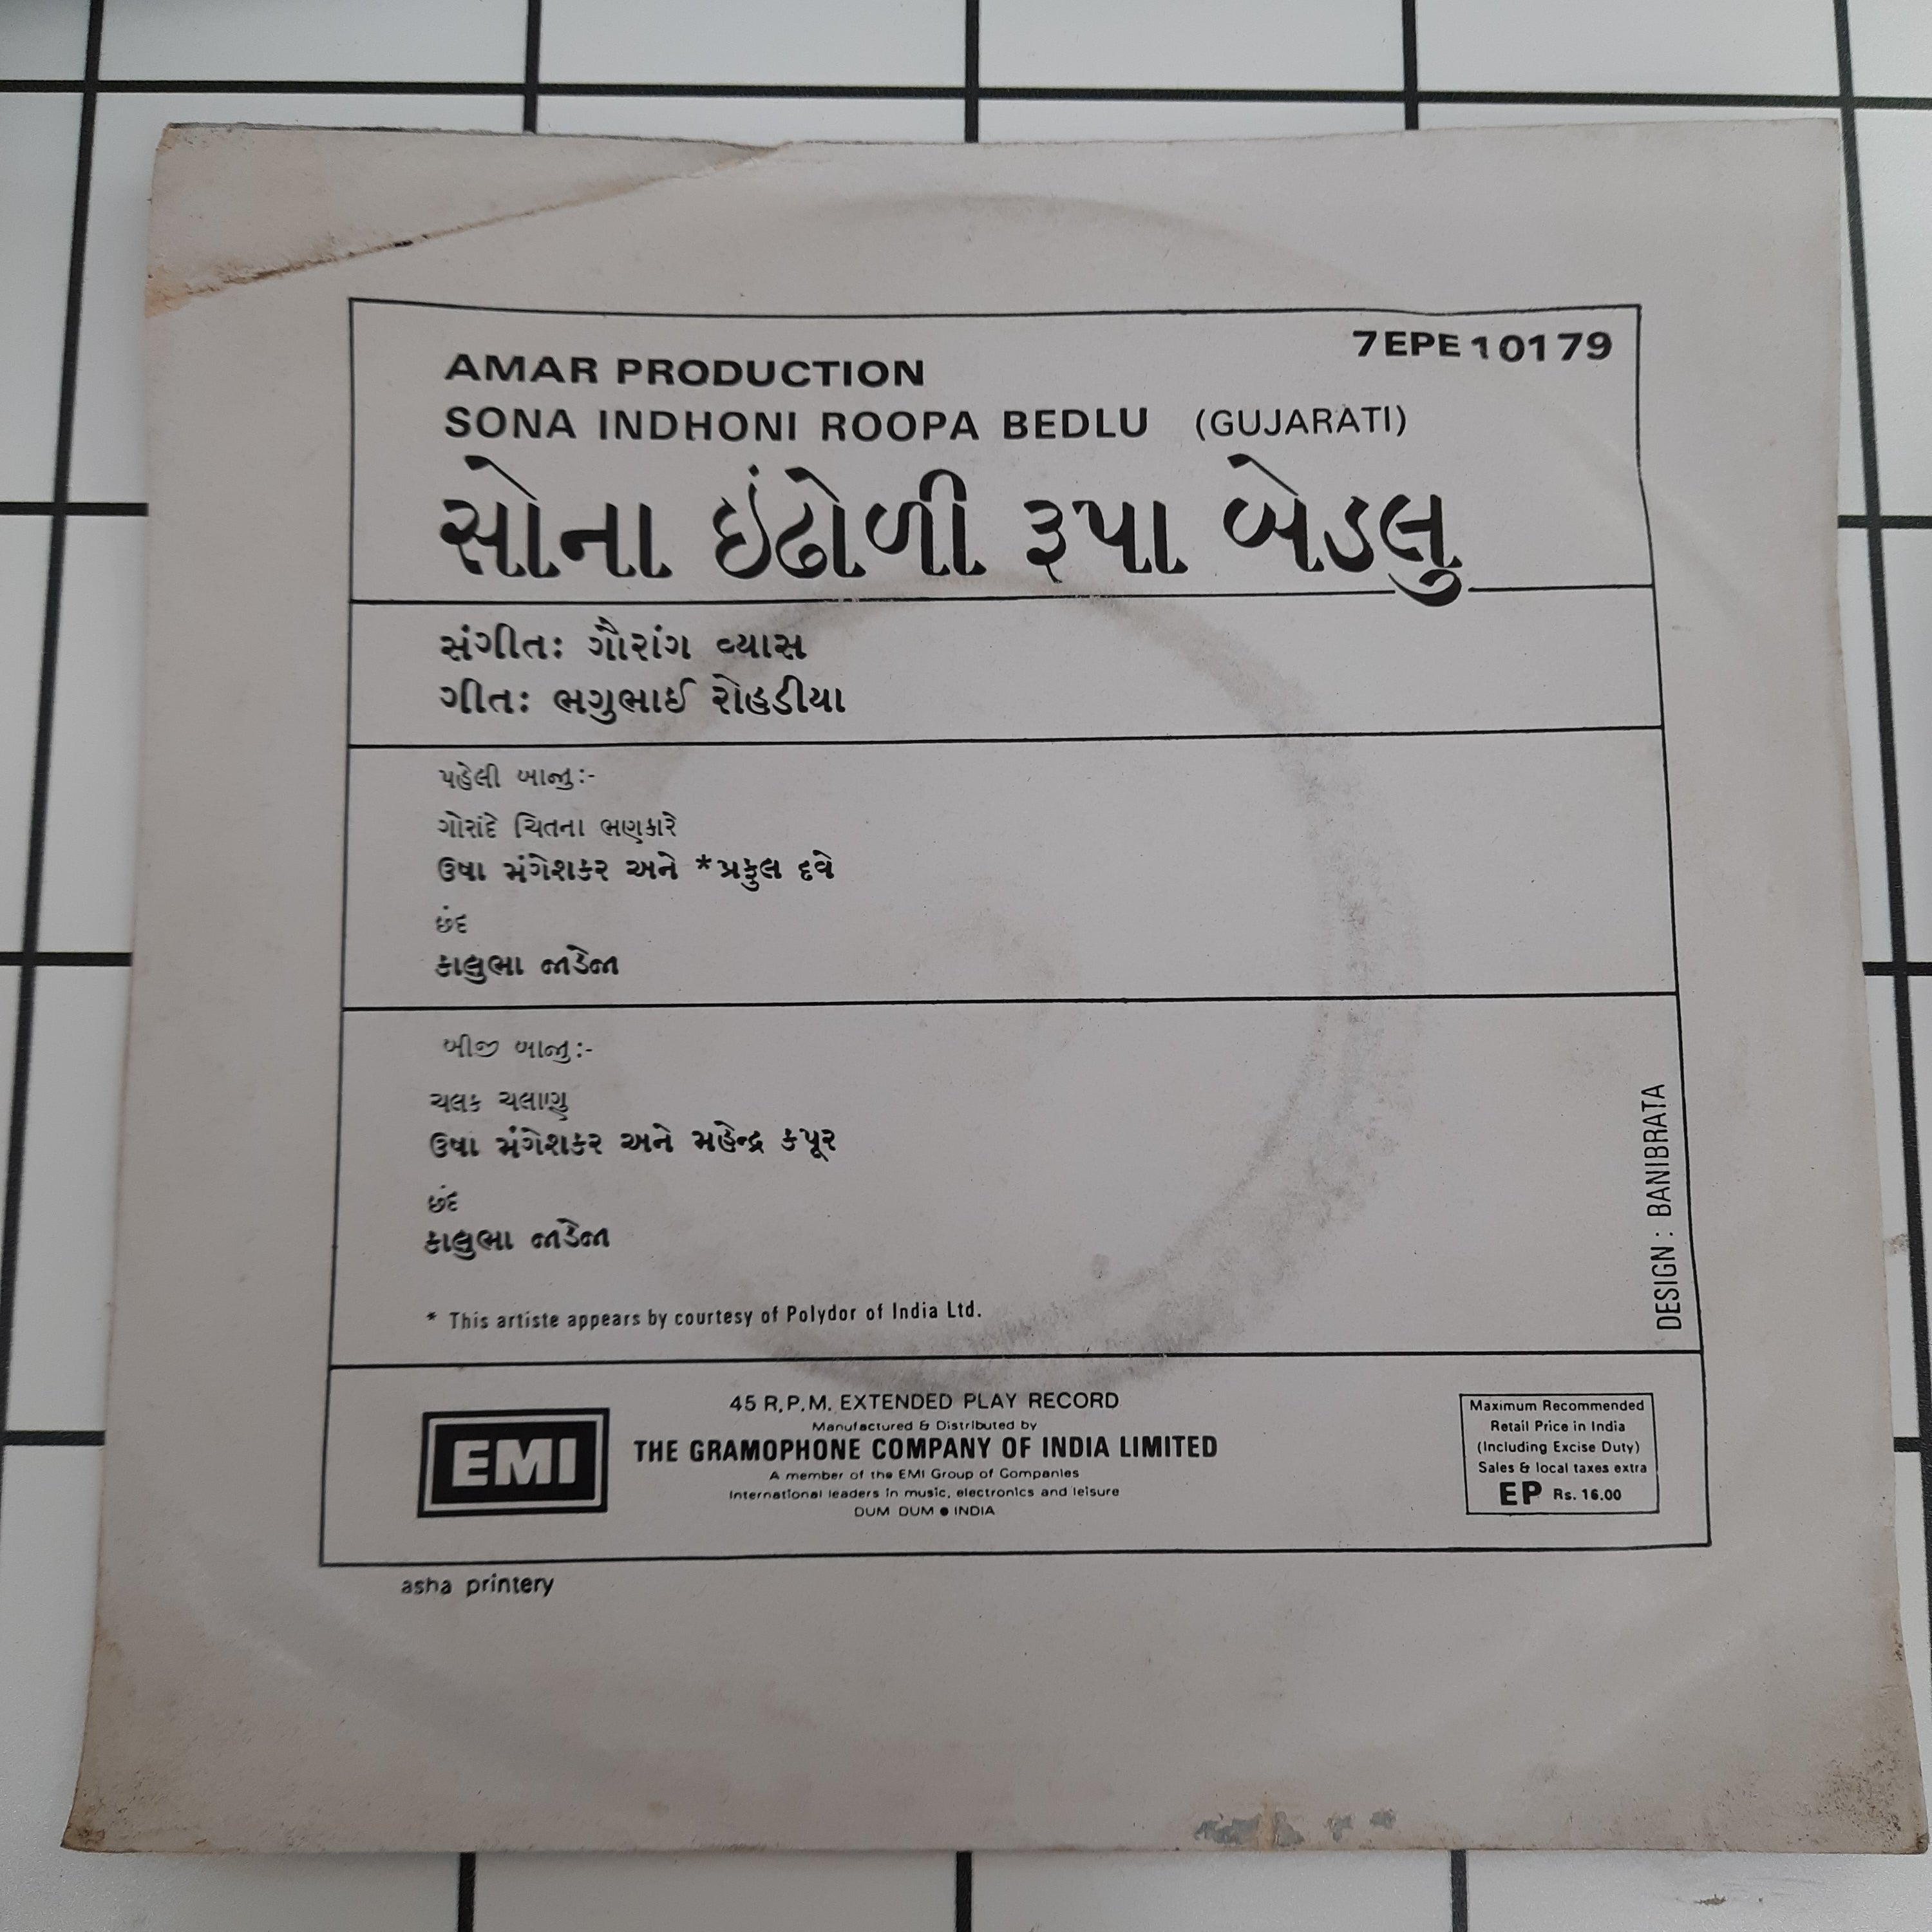 7EPE 10179
AMAR PRODUCTION
SONA INDHONI ROOPA BEDLU (GUJARATI)
સોના ઇંઢોળી રૂપા બેડલુ
સંગીતઃ ગૌરાંગ વ્યાસ
ગીતઃ ભગુભાઈ રોહડીયા
પહેલી બાજુ:-
ગોરાંદે ચિતના ભણકારે
ઉષા મંગેશકર અને *પ્રફુલ દવે
છંદ
કાલુભા જાડેજા
બીજી બાજુ:-
ચલક ચલાણુ
ઉષા મંગેશકર અને મહેન્દ્ર કપૂર
છંદ
કાલુભા જાડેજા
* This artiste appears by courtesy of Polydor of India Ltd.
DESIGN : BANIBRATA
EMI
45 R.P.M. EXTENDED PLAY RECORD
Manufactured & Distributed by
THE GRAMOPHONE COMPANY OF INDIA LIMITED
A member of the EMI Group of Companies
International leaders in music, electronics and leisure
DUM DUM ● INDIA
Maximum Recommended
Retail Price in India
(Including Excise Duty)
Sales & local taxes extra
EP Rs. 16.00
asha printery